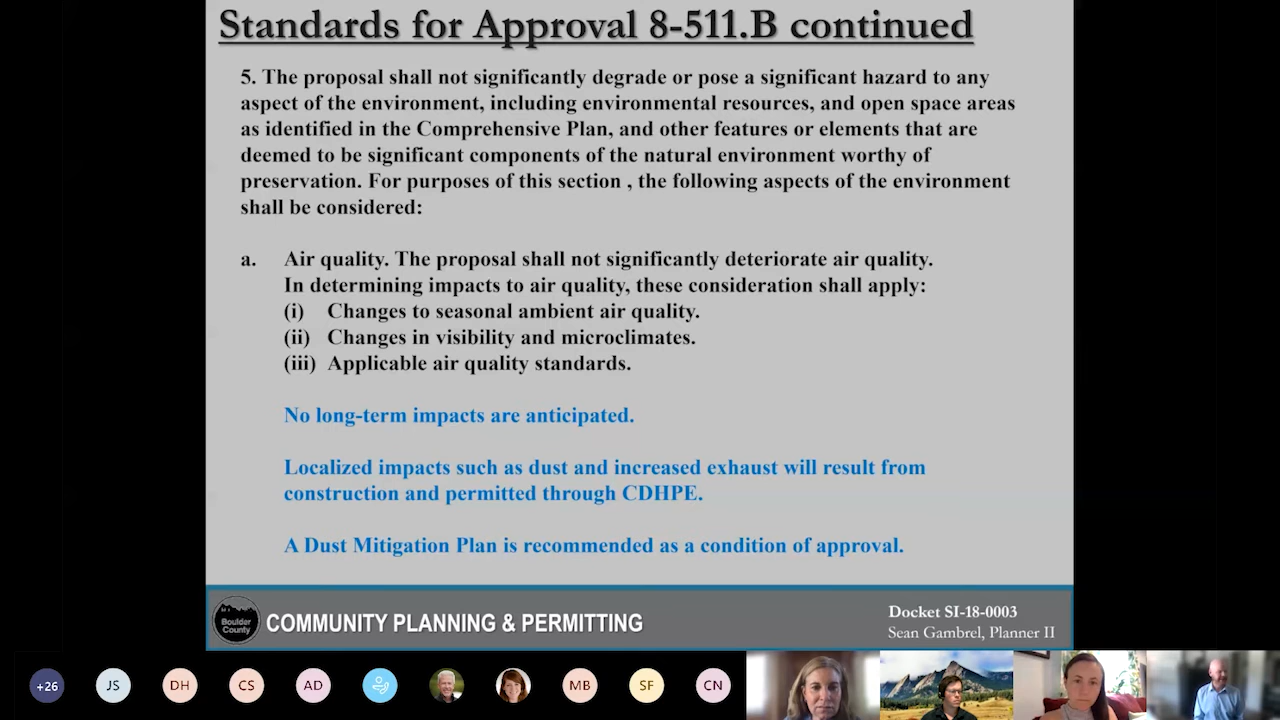 Standards for Approval 8-511.B continued
5. The proposal shall not significantly degrade or pose a significant hazard to any
aspect of the environment, including environmental resources, and open space areas
as identified in the Comprehensive Plan, and other features or elements that are
deemed to be significant components of the natural environment worthy of
preservation. For purposes of this section , the following aspects of the environment
shall be considered:
a. Air quality. The proposal shall not significantly deteriorate air quality.
In determining impacts to air quality, these consideration shall apply:
(i) Changes to seasonal ambient air quality.
(ii) Changes in visibility and microclimates.
(iii) Applicable air quality standards.
No long-term impacts are anticipated.
Localized impacts such as dust and increased exhaust will result from
construction and permitted through CDHPE.
A Dust Mitigation Plan is recommended as a condition of approval.
Boulder
County
COMMUNITY PLANNING & PERMITTING
Docket SI-18-0003
Sean Gambrel, Planner II
+26 JS DH CS AD MB SF CN